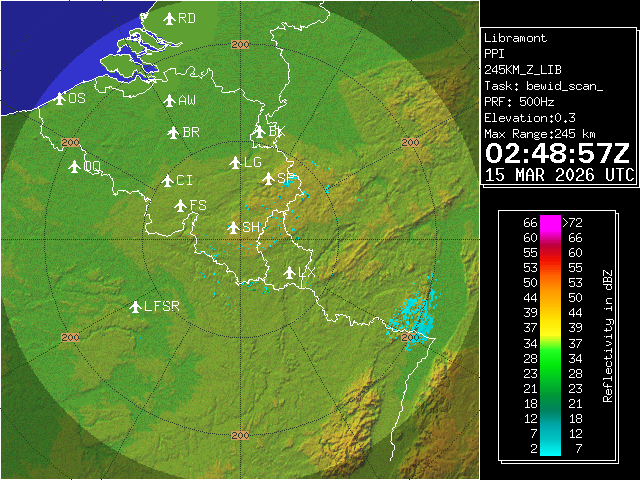 RD
200
OS
AW
BR
BK
200
200
OQ
LG
CI
SP
FS
SH
LX
LFSR
200
200
200
Libramont
PPI
245KM_Z_LIB
Task: bewid_scan_
PRF: 500Hz
Elevation:0.3
Max Range:245 km
02:48:57Z
15 MAR 2026 UTC
66 >72
60 66
55 60
53 55
50 53
44 50
39 44
37 39
34 37
28 34
23 28
21 23
18 21
12 18
7 12
2 7
Reflectivity in dBZ